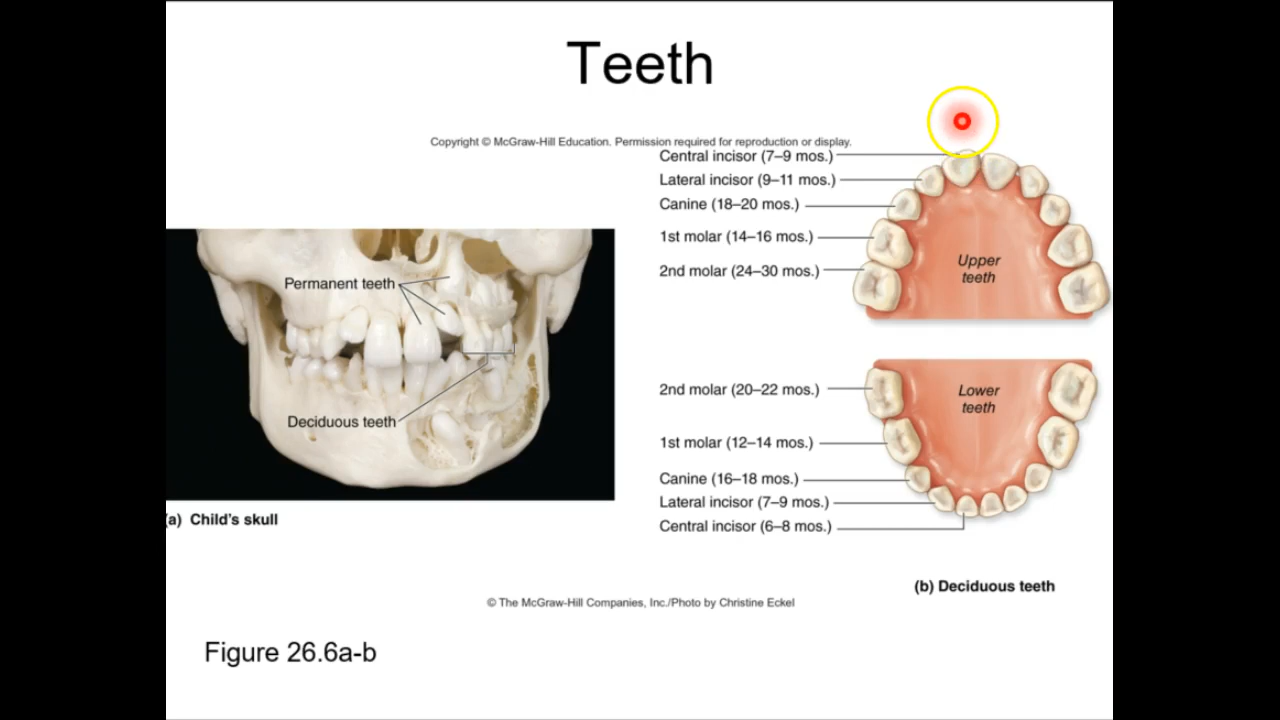 Teeth
Copyright © McGraw-Hill Education. Permission required for reproduction or display.
Central incisor (7–9 mos.)
Lateral incisor (9–11 mos.)
Canine (18–20 mos.)
1st molar (14–16 mos.)
2nd molar (24–30 mos.)
Upper
teeth
Permanent teeth
Deciduous teeth
(a) Child's skull
2nd molar (20–22 mos.)
Lower
teeth
1st molar (12–14 mos.)
Canine (16–18 mos.)
Lateral incisor (7–9 mos.)
Central incisor (6–8 mos.)
(b) Deciduous teeth
© The McGraw-Hill Companies, Inc./Photo by Christine Eckel
Figure 26.6a-b